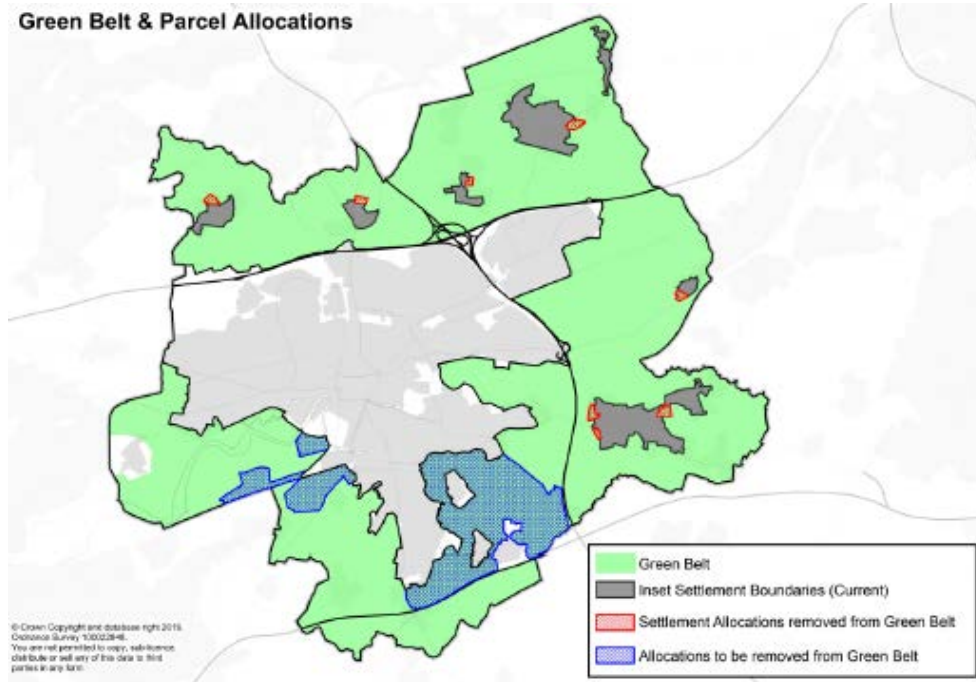 Green Belt & Parcel Allocations
Green Belt
Inset Settlement Boundaries (Current)
Settlement Allocations removed from Green Belt
Allocations to be removed from Green Belt
© Crown Copyright and database right 2019.
Ordnance Survey 100022848.
You are not permitted to copy, sub-licence,
distribute or sell any of this data to third
parties in any form